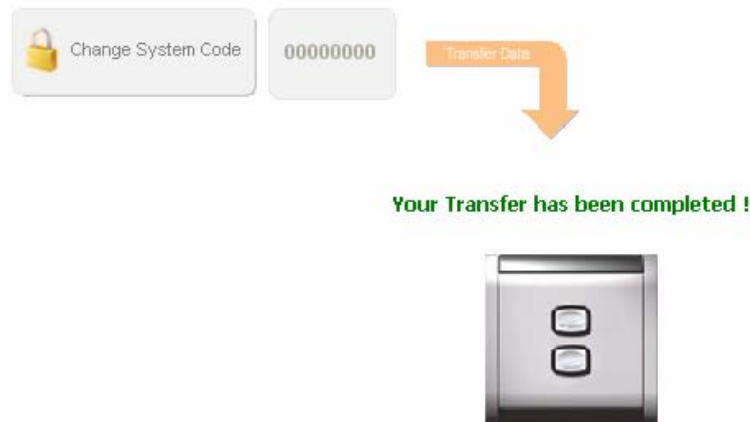 Change System Code
00000000
Transfer Data
Your Transfer has been completed !